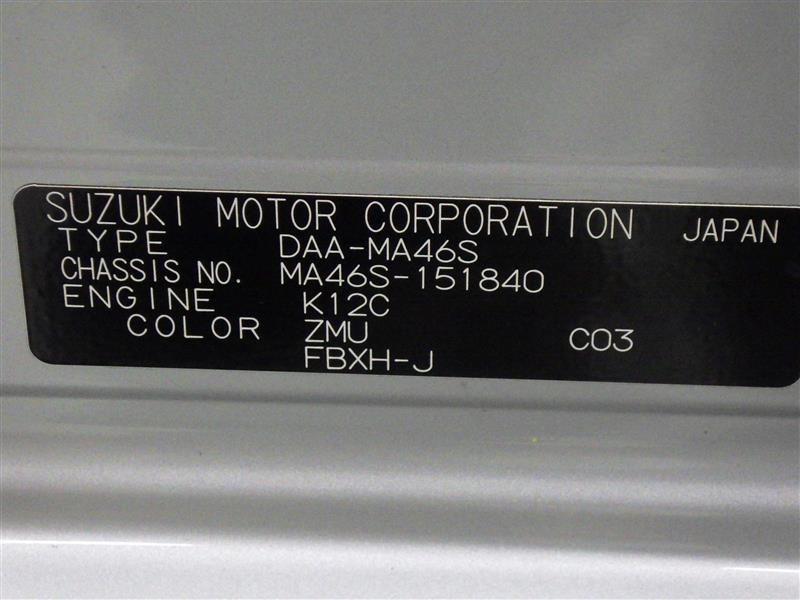 SUZUKI MOTOR CORPORATION JAPAN
TYPE DAA-MA46S
CHASSIS NO. MA46S-151840
ENGINE K12C
COLOR ZMU C03
FBXH-J